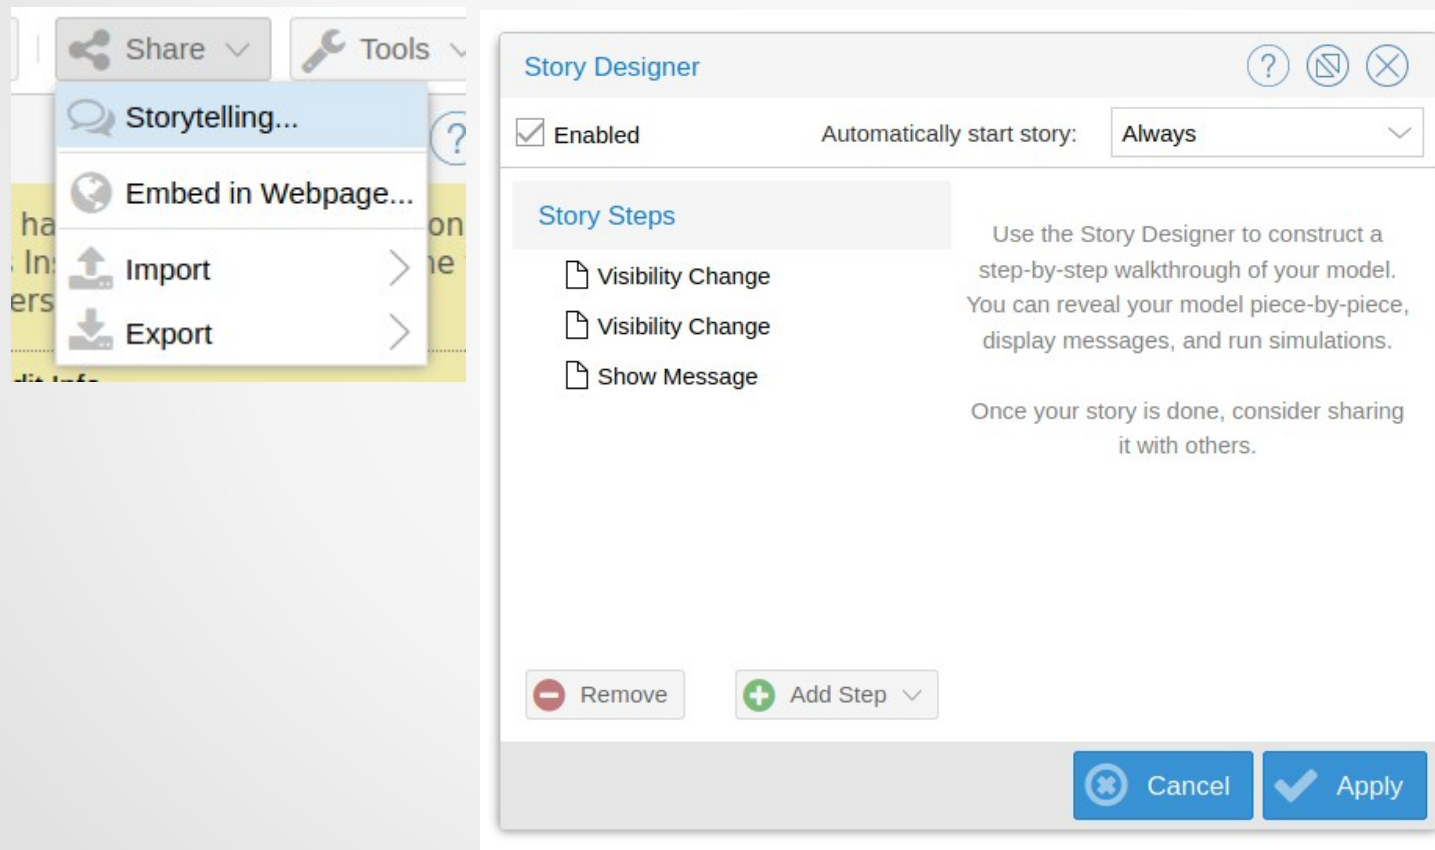 Share
Tools
Storytelling...
?
Embed in Webpage...
ha
on
Import
ers
Export
Story Designer
?
Enabled
Automatically start story:
Always
Story Steps
Visibility Change
Visibility Change
Show Message
Use the Story Designer to construct a
step-by-step walkthrough of your model.
You can reveal your model piece-by-piece,
display messages, and run simulations.
Once your story is done, consider sharing
it with others.
Remove
Add Step
Cancel
Apply